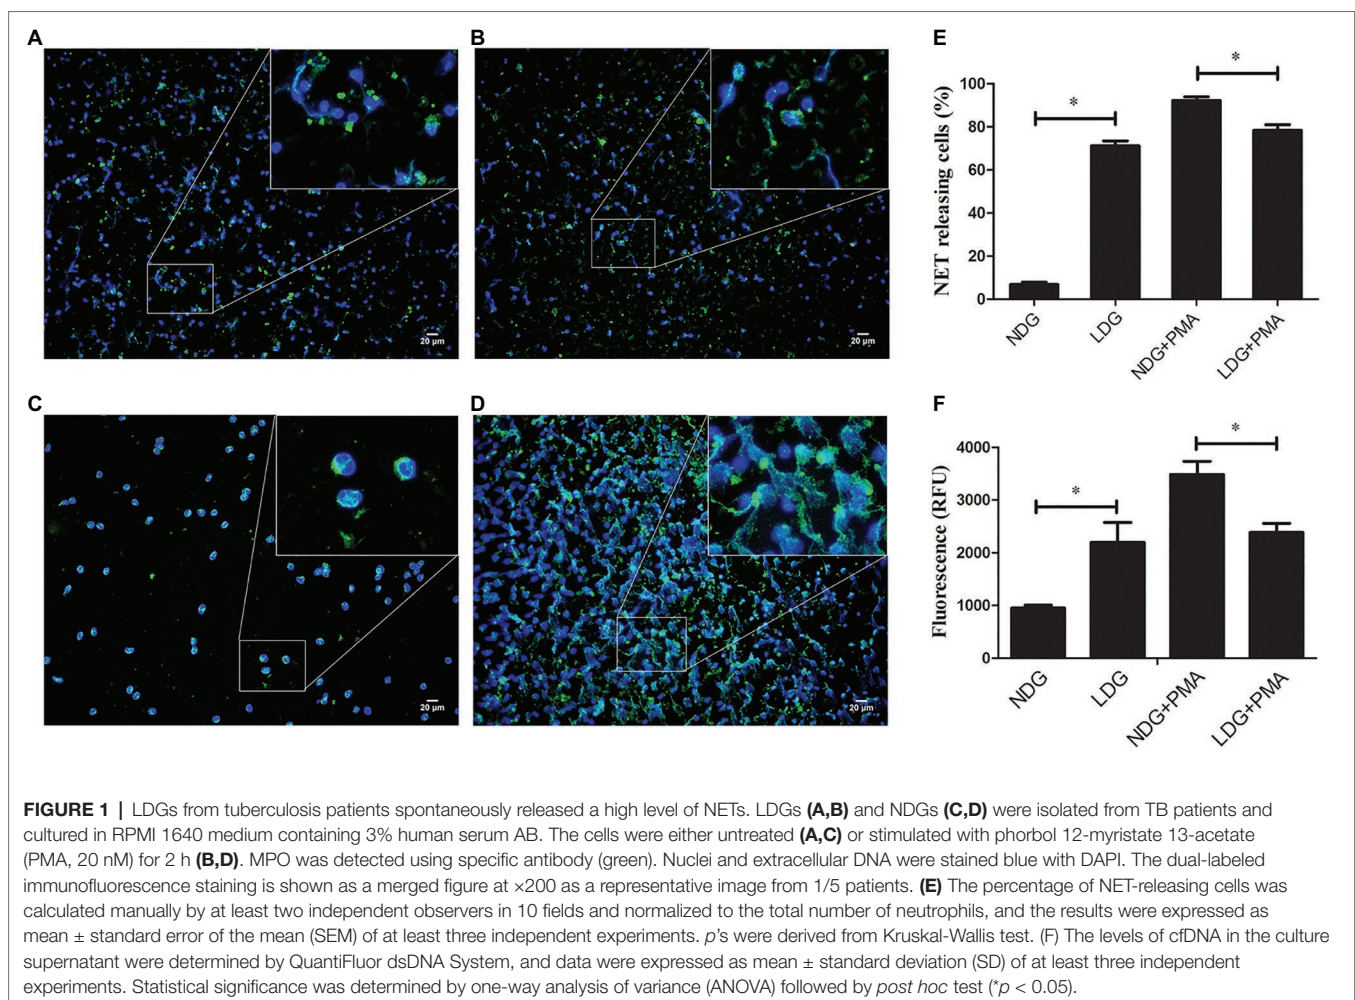 A
20 µm
B
20 µm
C
20 µm
D
20 µm
E
NET releasing cells (%)
100
80
60
40
20
0
*
*
NDG
LDG
NDG+PMA
LDG+PMA
F
Fluorescence (RFU)
4000
3000
2000
1000
0
*
*
NDG
LDG
NDG+PMA
LDG+PMA
FIGURE 1 | LDGs from tuberculosis patients spontaneously released a high level of NETs. LDGs (A,B) and NDGs (C,D) were isolated from TB patients and
cultured in RPMI 1640 medium containing 3% human serum AB. The cells were either untreated (A,C) or stimulated with phorbol 12-myristate 13-acetate
(PMA, 20 nM) for 2 h (B,D). MPO was detected using specific antibody (green). Nuclei and extracellular DNA were stained blue with DAPI. The dual-labeled
immunofluorescence staining is shown as a merged figure at ×200 as a representative image from 1/5 patients. (E) The percentage of NET-releasing cells was
calculated manually by at least two independent observers in 10 fields and normalized to the total number of neutrophils, and the results were expressed as
mean ± standard error of the mean (SEM) of at least three independent experiments. p's were derived from Kruskal-Wallis test. (F) The levels of cfDNA in the culture
supernatant were determined by QuantiFluor dsDNA System, and data were expressed as mean ± standard deviation (SD) of at least three independent
experiments. Statistical significance was determined by one-way analysis of variance (ANOVA) followed by post hoc test (*p < 0.05).